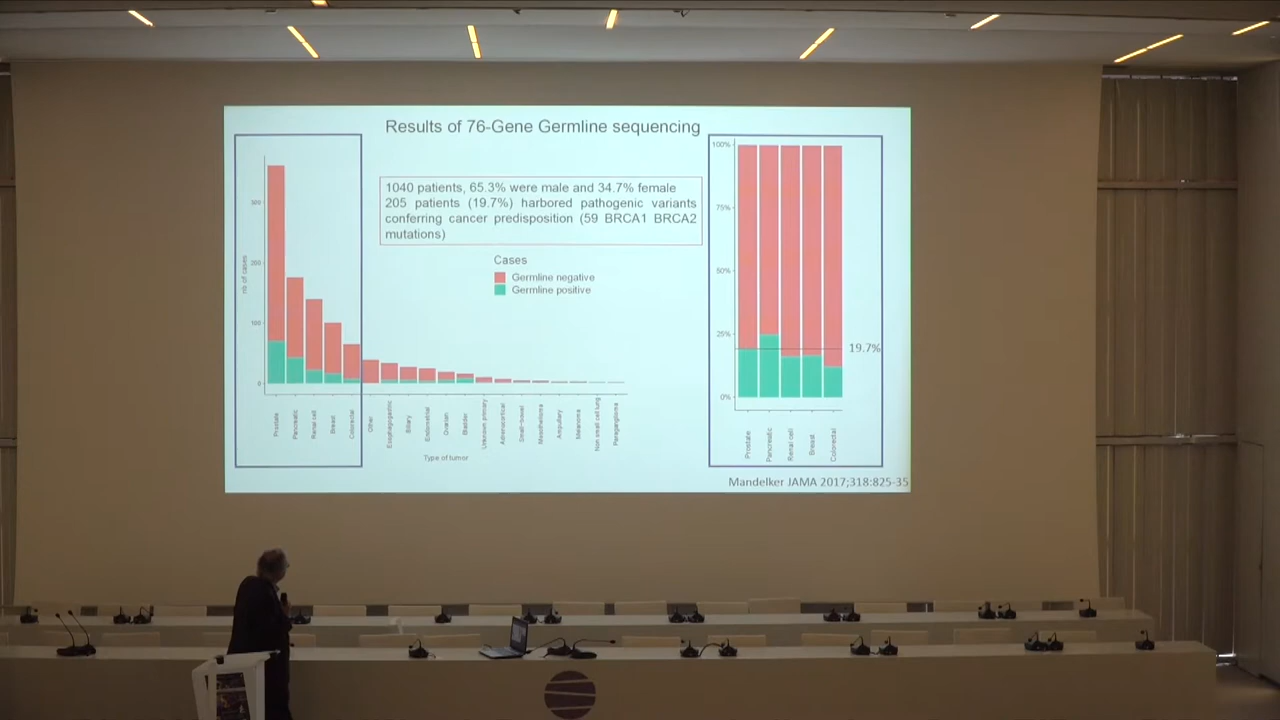 Results of 76-Gene Germline sequencing
1040 patients, 65.3% were male and 34.7% female
205 patients (19.7%) harbored pathogenic variants
conferring cancer predisposition (59 BRCA1 BRCA2
mutations)
Cases
Germline negative
Germline positive
no of cases
100
0
Prostate
Pancreatic
Renal cell
Breast
Colorectal
Other
Esophagogastric
Biliary
Endometrial
Ovarian
Bladder
Unknown primary
Adrenocortical
Small-bowel
Mesothelioma
Ampullary
Melanoma
Non small cell lung
Paraganglioma
Type of tumor
100%
75%
50%
25%
0%
19.7%
Prostate
Pancreatic
Renal cell
Breast
Colorectal
Mandelker JAMA 2017;318:825-35